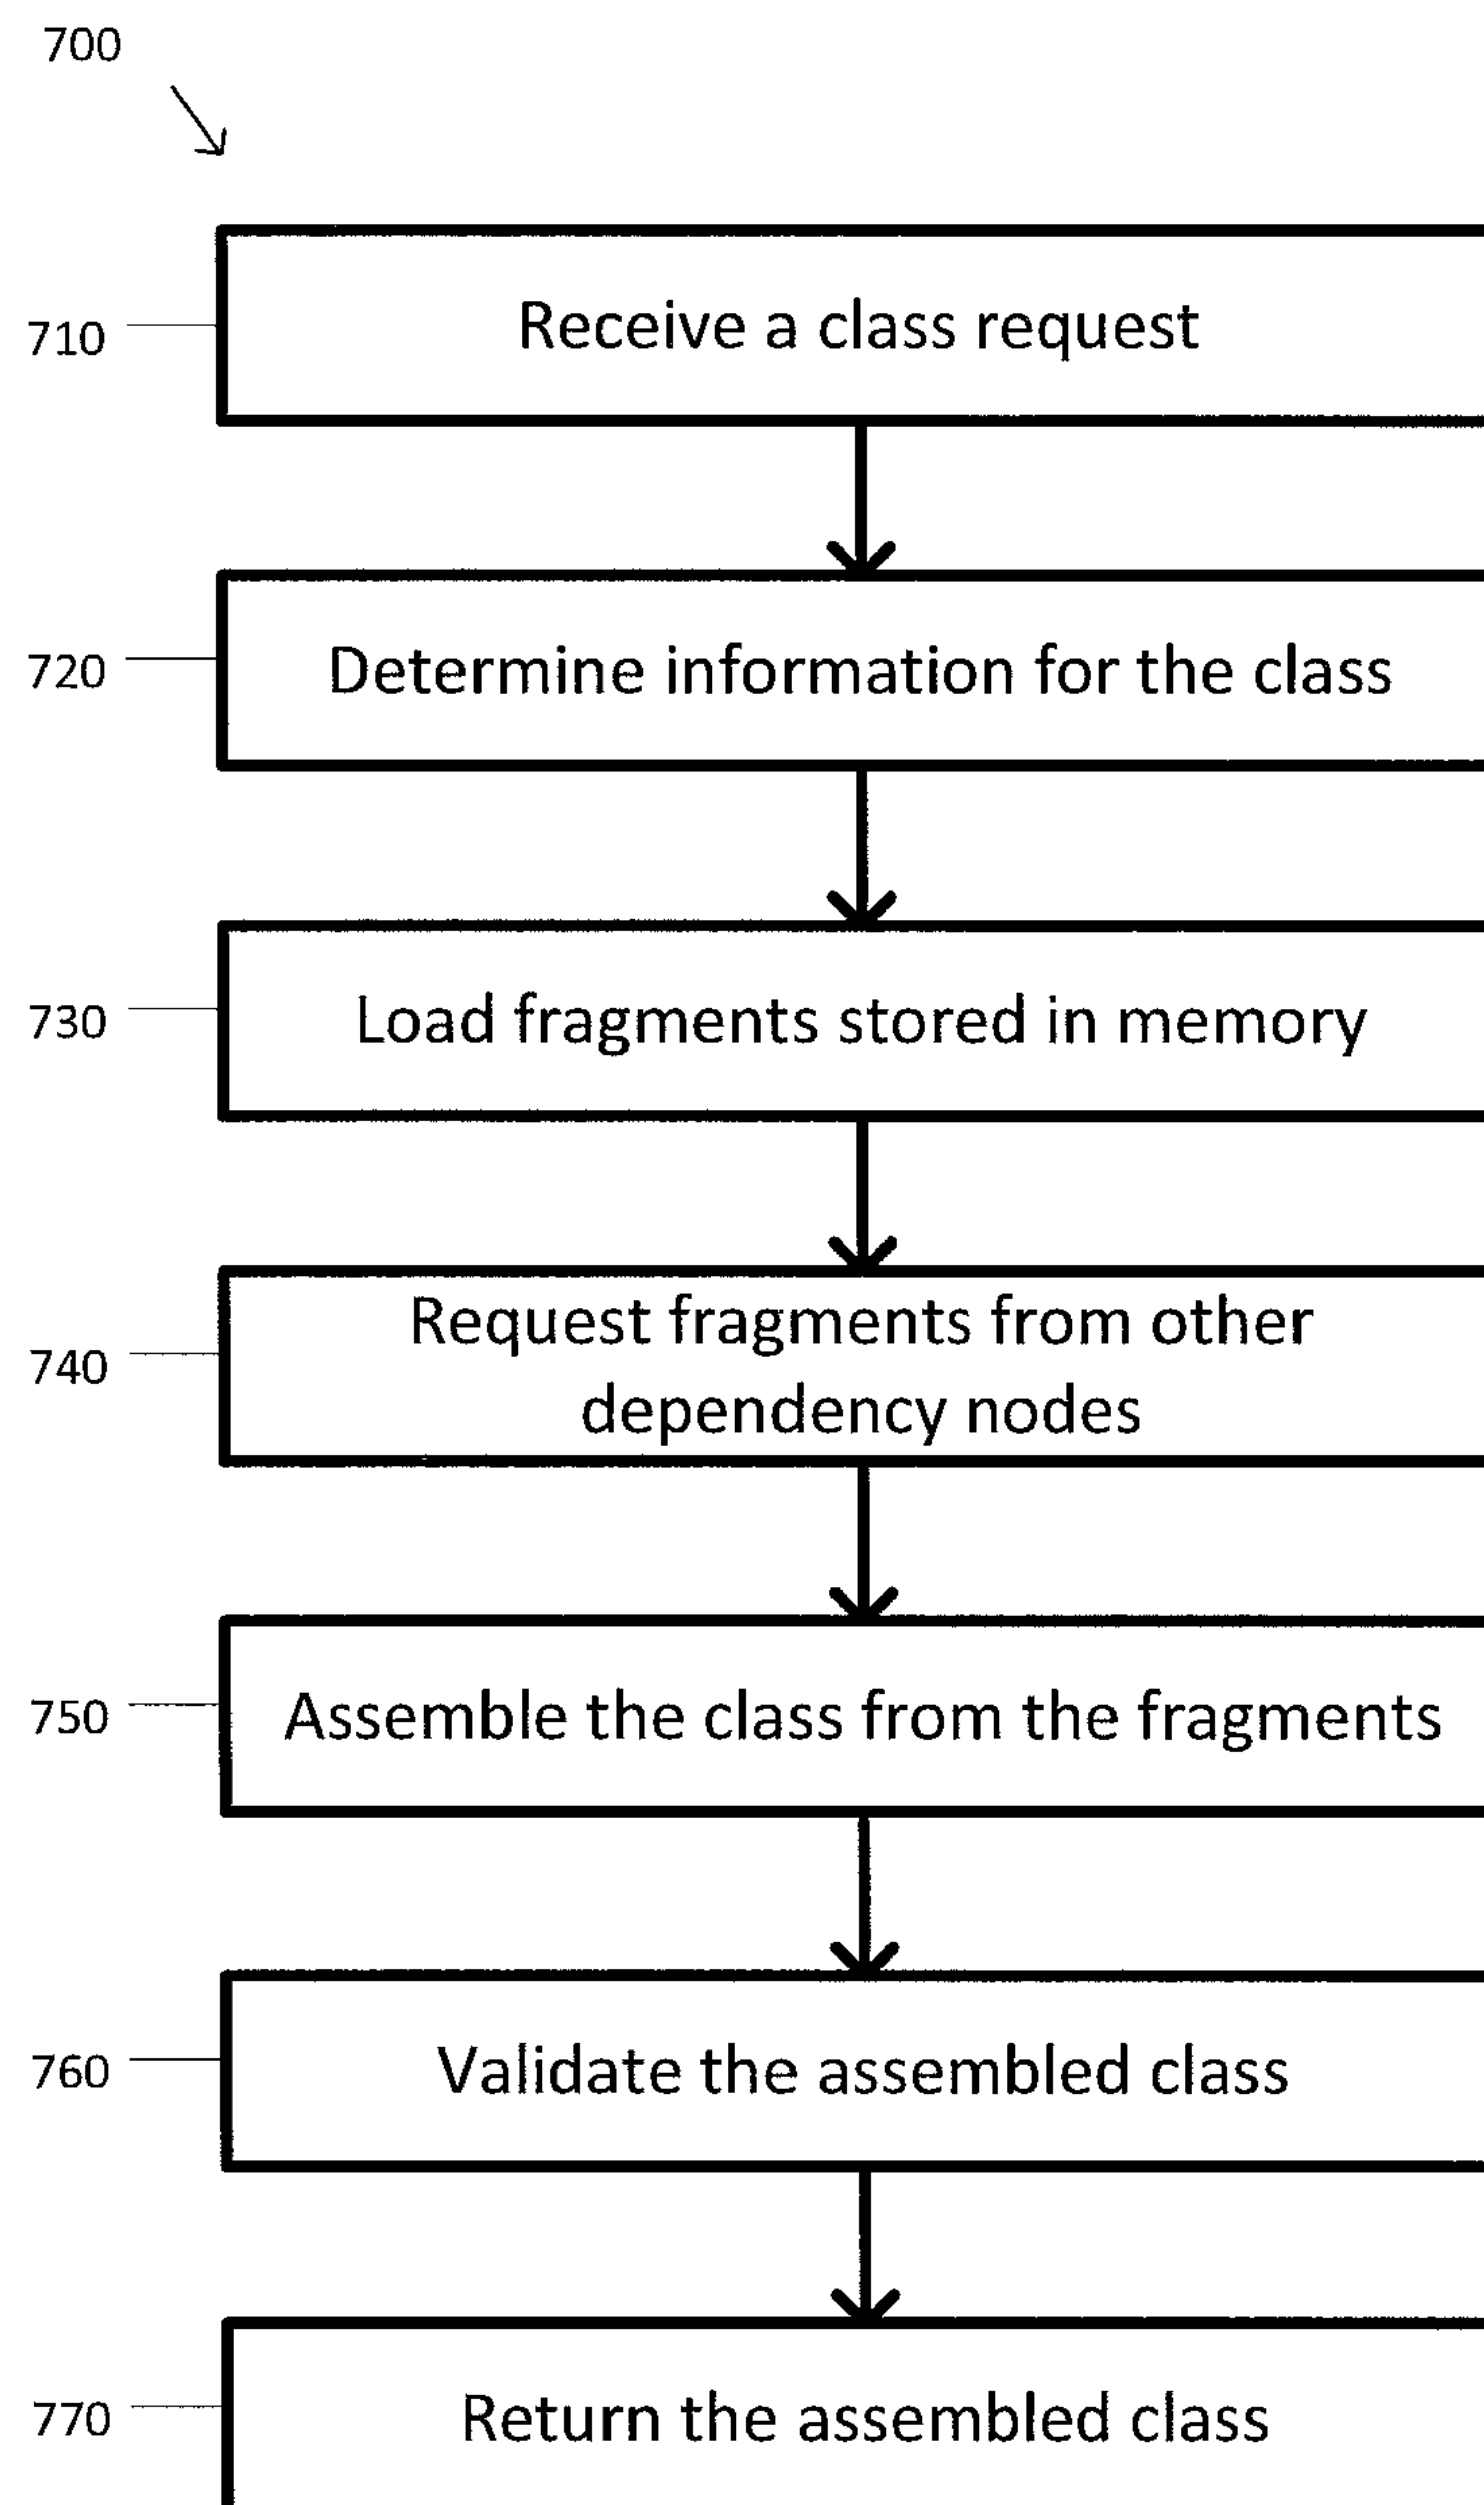 700
710
Receive a class request
720
Determine information for the class
730
Load fragments stored in memory
740
Request fragments from other
dependency nodes
750
Assemble the class from the fragments
760
Validate the assembled class
770
Return the assembled class